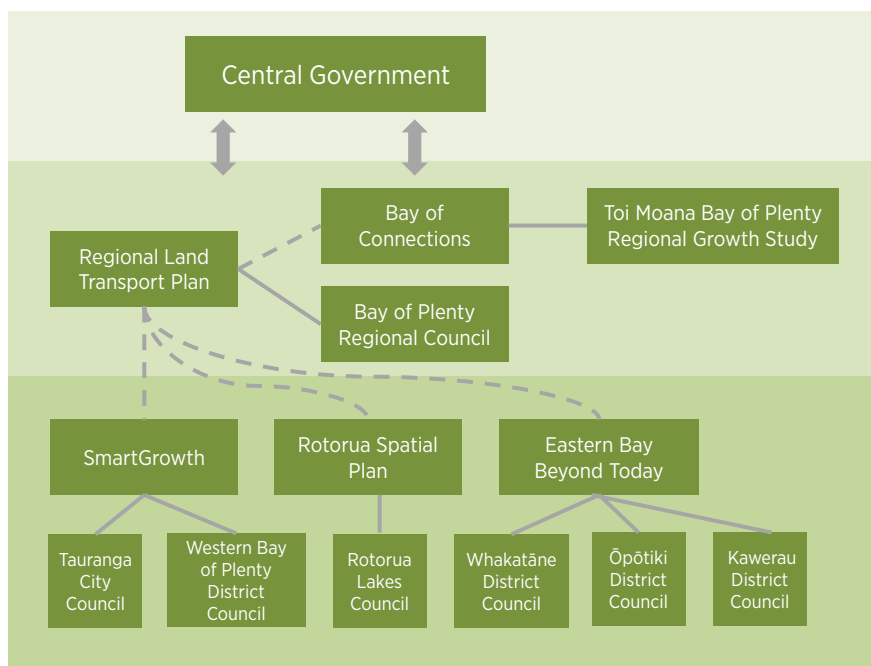 Central Government
Bay of
Connections
Toi Moana Bay of Plenty
Regional Growth Study
Regional Land
Transport Plan
Bay of Plenty
Regional Council
SmartGrowth
Rotorua Spatial
Plan
Eastern Bay
Beyond Today
Tauranga
City
Council
Western Bay
of Plenty
District
Council
Rotorua
Lakes
Council
Whakatāne
District
Council
Ōpōtiki
District
Council
Kawerau
District
Council